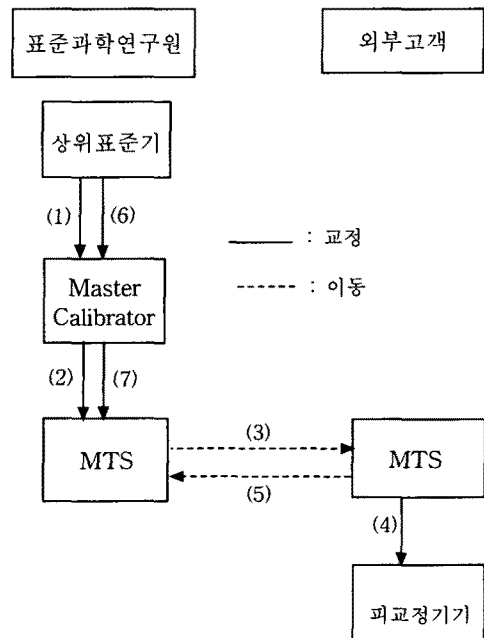 표준과학연구원
외부고객
상위표준기
(1)
(6)
——— : 교정
------ : 이동
Master
Calibrator
(2)
(7)
MTS
(3)
(5)
MTS
(4)
피교정기기